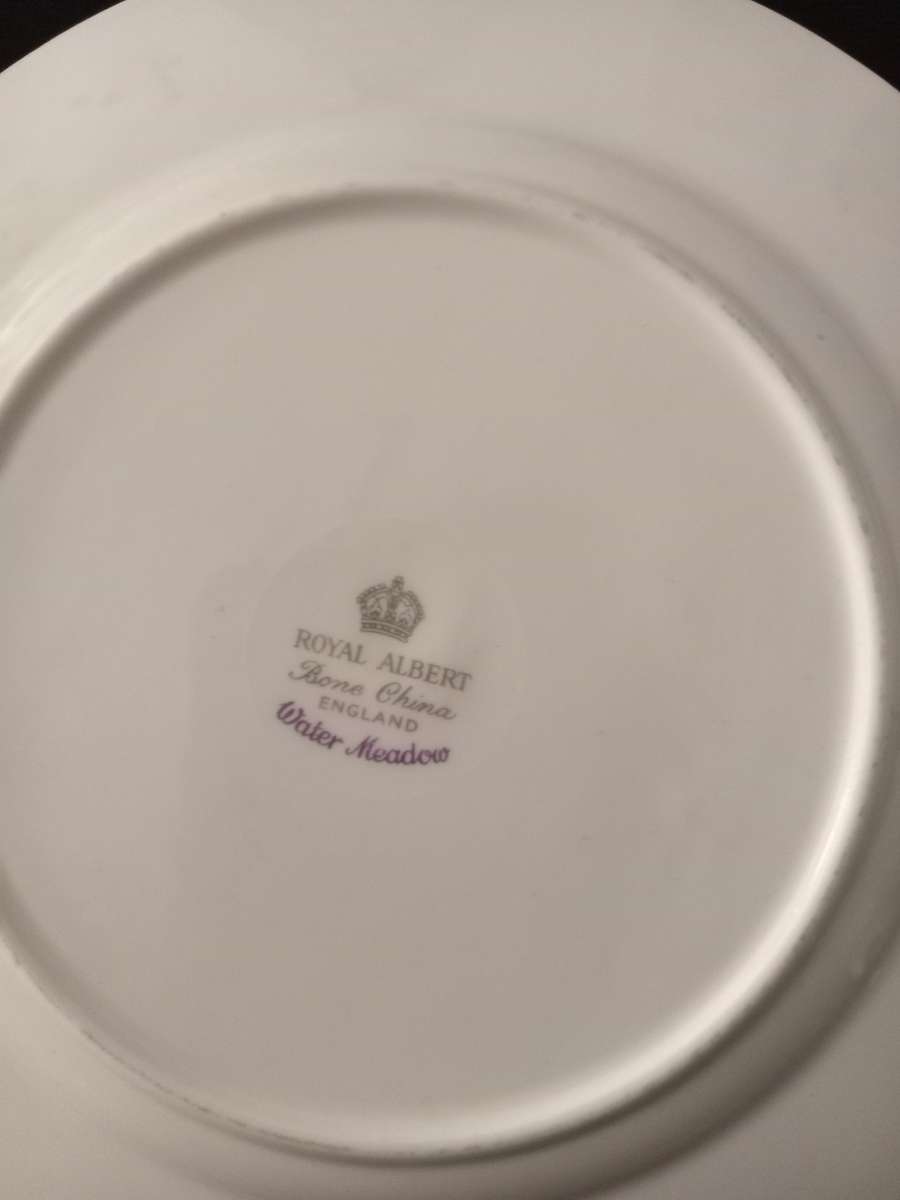 ROYAL ALBERT
Bone China
ENGLAND
Water Meadow